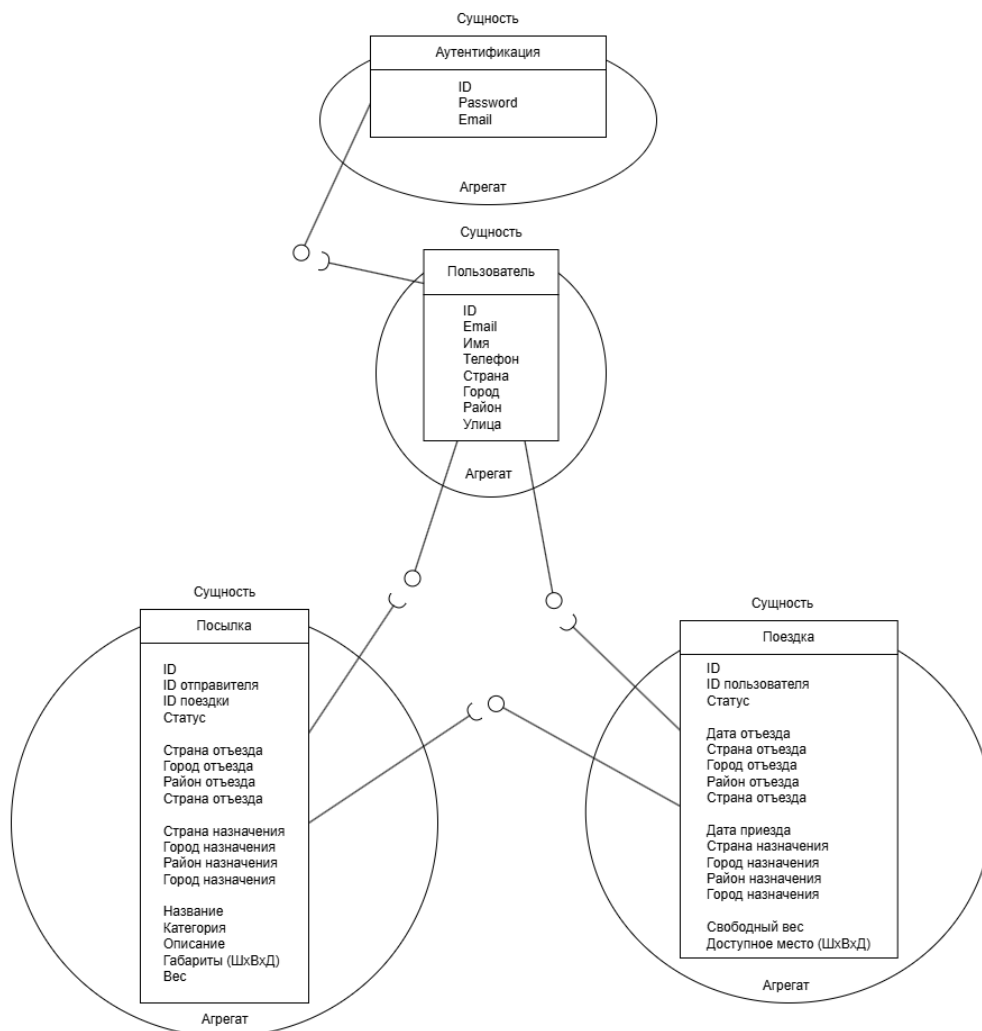 Сущность
Аутентификация
ID
Password
Email
Агрегат
Сущность
Пользователь
ID
Email
Имя
Телефон
Страна
Город
Район
Улица
Агрегат
Сущность
Посылка
ID
ID отправителя
ID поездки
Статус
Страна отъезда
Город отъезда
Район отъезда
Страна отъезда
Страна назначения
Город назначения
Район назначения
Город назначения
Название
Категория
Описание
Габариты (ШхВхД)
Вес
Агрегат
Сущность
Поездка
ID
ID пользователя
Статус
Дата отъезда
Страна отъезда
Город отъезда
Район отъезда
Страна отъезда
Дата приезда
Страна назначения
Город назначения
Район назначения
Город назначения
Свободный вес
Доступное место (ШхВхД)
Агрегат